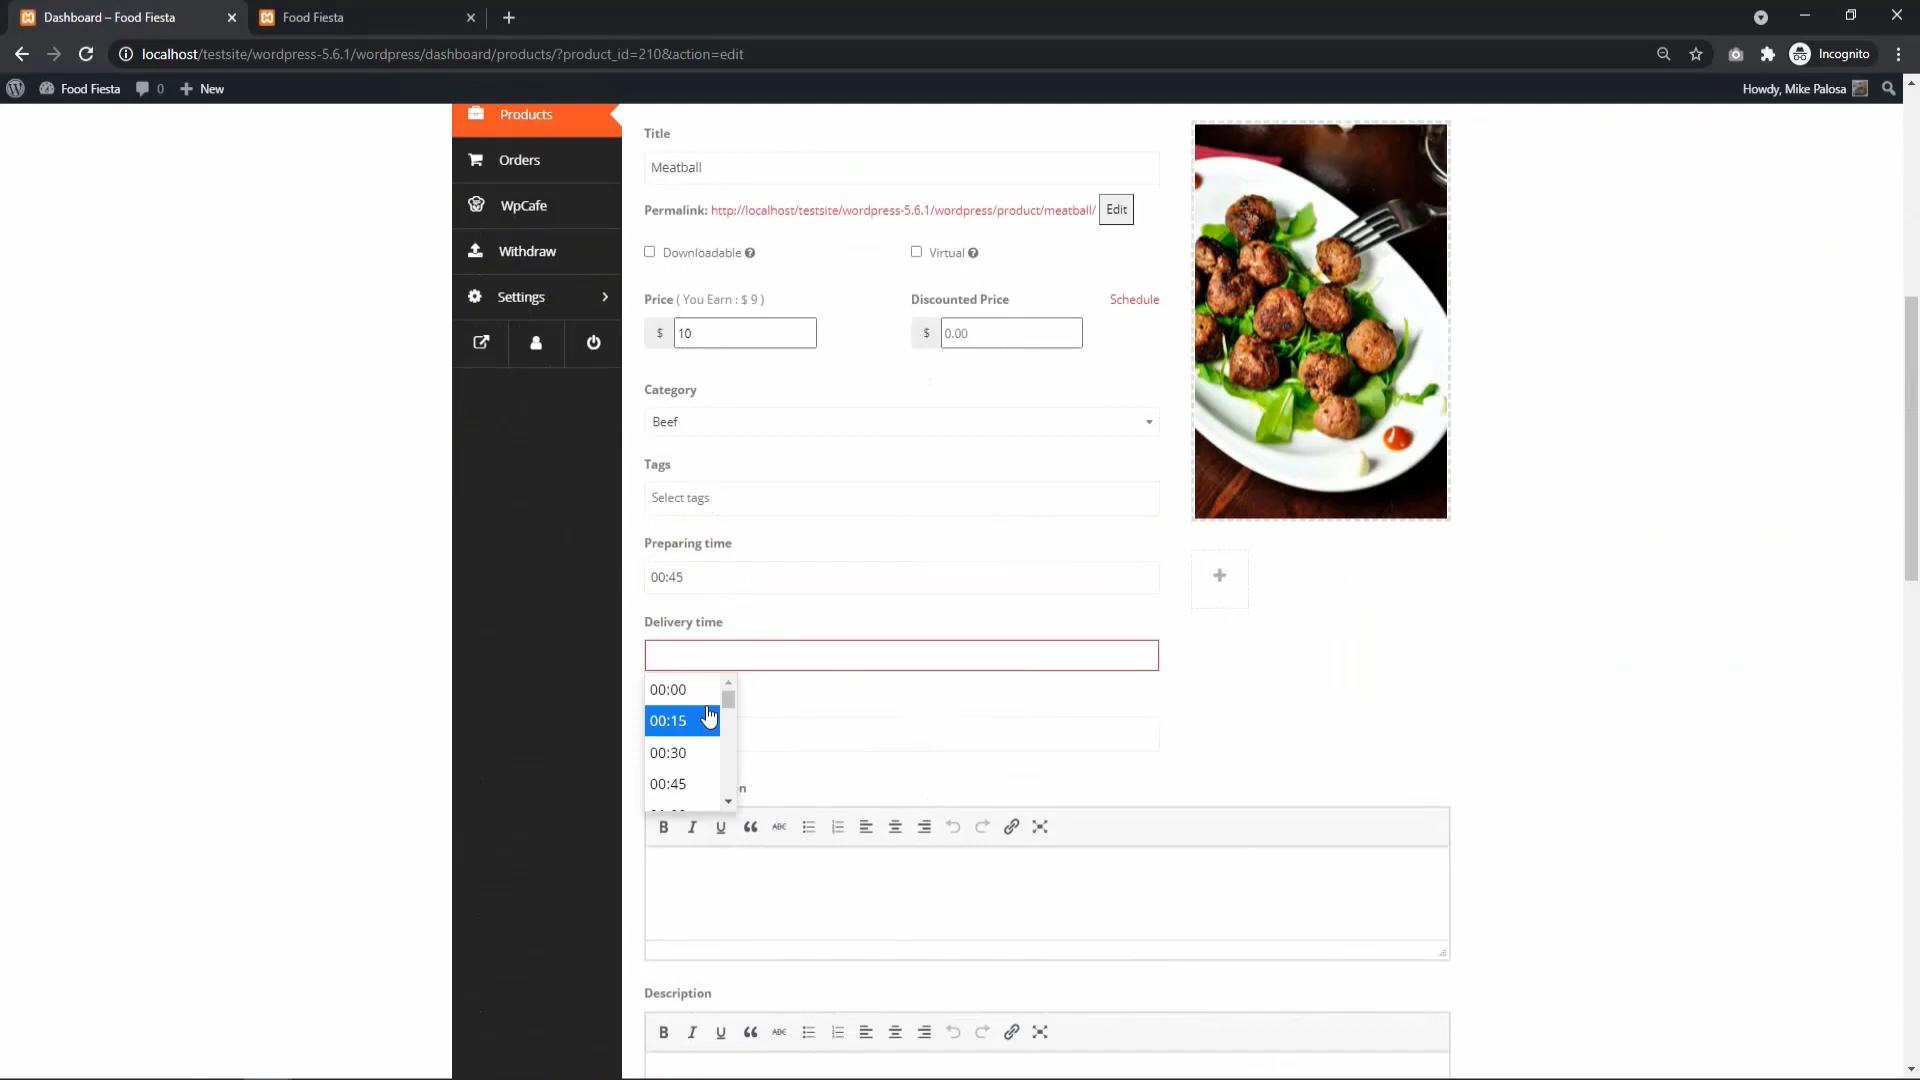 Dashboard – Food Fiesta
Food Fiesta
localhost/testsite/wordpress-5.6.1/wordpress/dashboard/products/?product_id=210&action=edit
Incognito
Food Fiesta
0
New
Howdy, Mike Palosa
Products
Orders
WpCafe
Withdraw
Settings
Title
Meatball
Permalink: http://localhost/testsite/wordpress-5.6.1/wordpress/product/meatball/ Edit
Downloadable
Virtual
Price ( You Earn : $ 9 )
Discounted Price
Schedule
$ 10
$ 0.00
Category
Beef
Tags
Select tags
Preparing time
00:45
Delivery time
00:00
00:15
00:30
00:45
B I U ABC
Description
B I U ABC